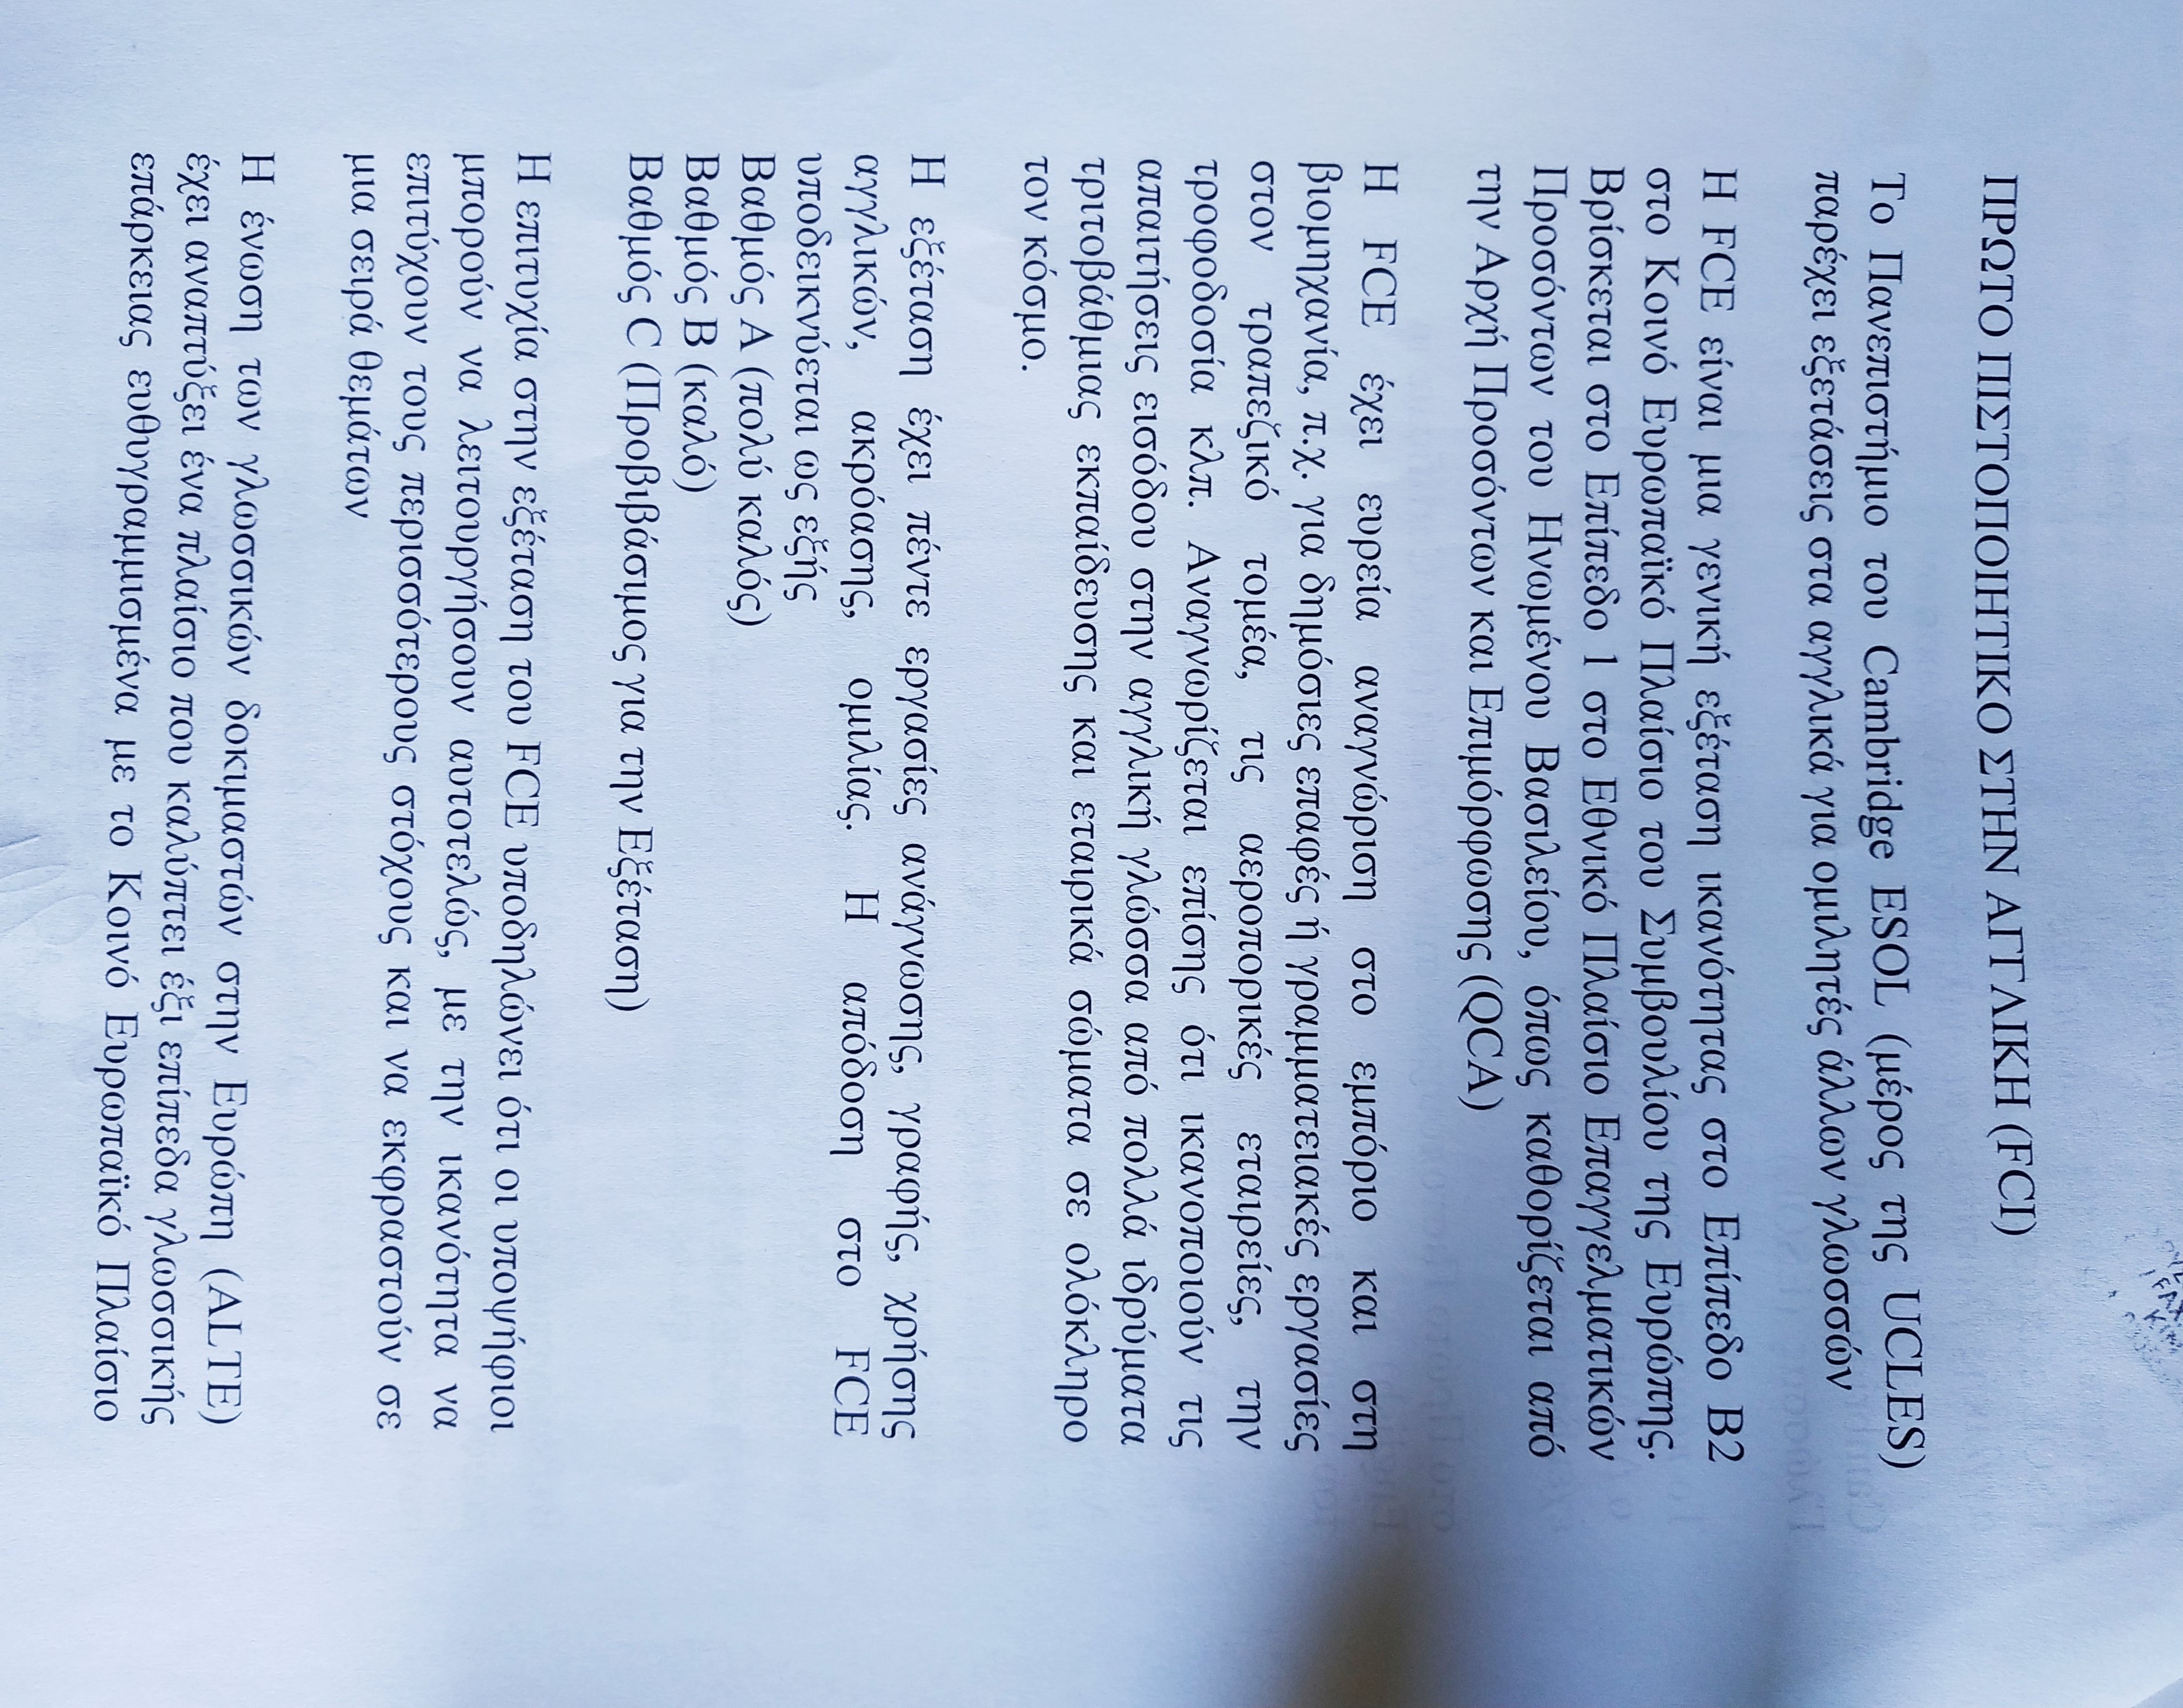 ΠΡΩΤΟ ΠΙΣΤΟΠΟΙΗΤΙΚΟ ΣΤΗΝ ΑΓΓΛΙΚΗ (FCI)
Το Πανεπιστήμιο του Cambridge ESOL (μέρος της UCLES)
παρέχει εξετάσεις στα αγγλικά για ομιλητές άλλων γλωσσών
Η FCE είναι μια γενική εξέταση ικανότητας στο Επίπεδο B2
στο Κοινό Ευρωπαϊκό Πλαίσιο του Συμβουλίου της Ευρώπης.
Βρίσκεται στο Επίπεδο 1 στο Εθνικό Πλαίσιο Επαγγελματικών
Προσόντων του Ηνωμένου Βασιλείου, όπως καθορίζεται από
την Αρχή Προσόντων και Επιμόρφωσης (QCA)
Η FCE έχει ευρεία αναγνώριση στο εμπόριο και στη
βιομηχανία, π.χ. για δημόσιες επαφές ή γραμματειακές εργασίες
στον τραπεζικό τομέα, τις αεροπορικές εταιρείες, την
τροφοδοσία κλπ. Αναγνωρίζεται επίσης ότι ικανοποιούν τις
απαιτήσεις εισόδου στην αγγλική γλώσσα από πολλά ιδρύματα
τριτοβάθμιας εκπαίδευσης και εταιρικά σώματα σε ολόκληρο
τον κόσμο.
Η εξέταση έχει πέντε εργασίες ανάγνωσης, γραφής, χρήσης
αγγλικών, ακρόασης, ομιλίας. Η απόδοση στο FCE
υποδεικνύεται ως εξής
Βαθμός Α (πολύ καλός)
Βαθμός Β (καλό)
Βαθμός C (Προβιβάσιμος για την Εξέταση)
Η επιτυχία στην εξέταση του FCE υποδηλώνει ότι οι υποψήφιοι
μπορούν να λειτουργήσουν αυτοτελώς, με την ικανότητα να
επιτύχουν τους περισσότερους στόχους και να εκφραστούν σε
μια σειρά θεμάτων
Η ένωση των γλωσσικών δοκιμαστών στην Ευρώπη (ALTE)
έχει αναπτύξει ένα πλαίσιο που καλύπτει έξι επίπεδα γλωσσικής
επάρκειας ευθυγραμμισμένα με το Κοινό Ευρωπαϊκό Πλαίσιο